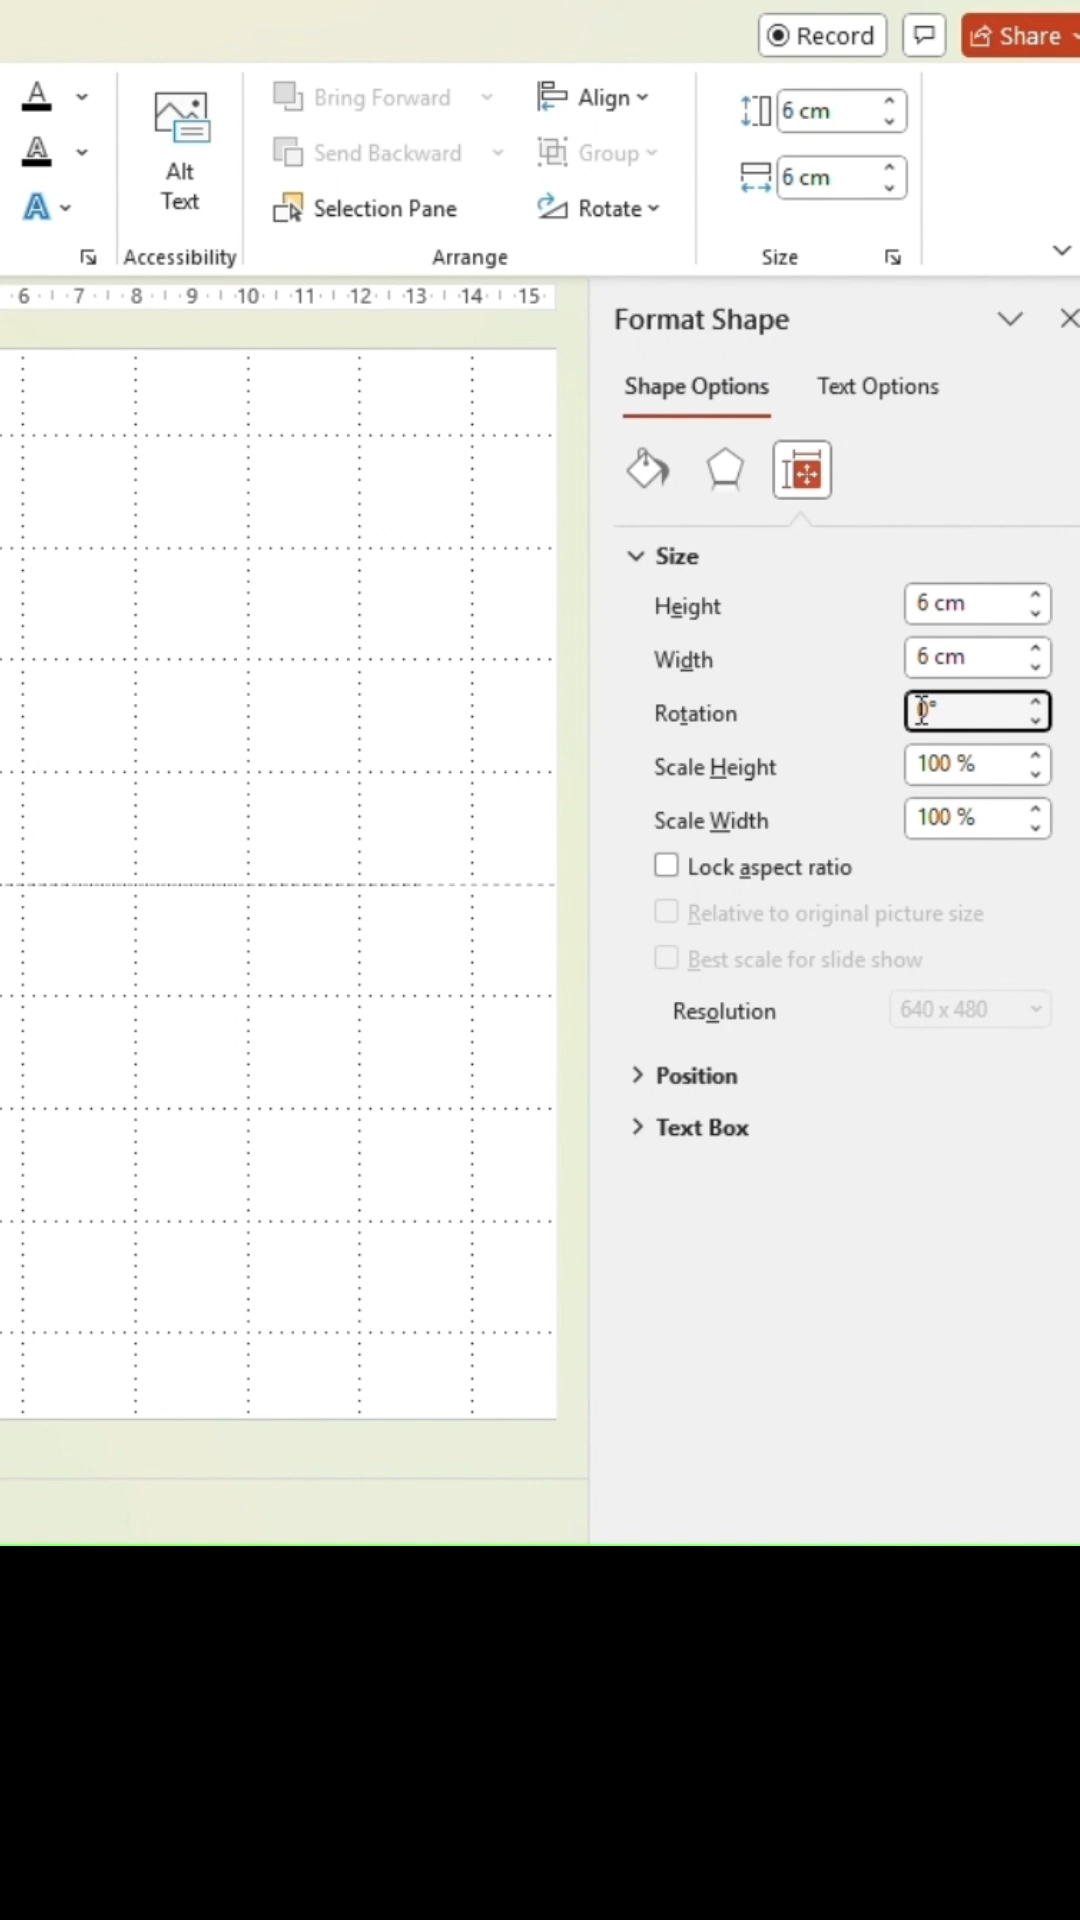 Record
Share
A
A
A
Alt
Text
Bring Forward
Send Backward
Selection Pane
Align
Group
Rotate
6 cm
6 cm
Accessibility
Arrange
Size
6 7 8 9 10 11 12 13 14 15
Format Shape
Shape Options
Text Options
Size
Height
6 cm
Width
6 cm
Rotation
0°
Scale Height
100 %
Scale Width
100 %
Lock aspect ratio
Relative to original picture size
Best scale for slide show
Resolution
640 x 480
Position
Text Box